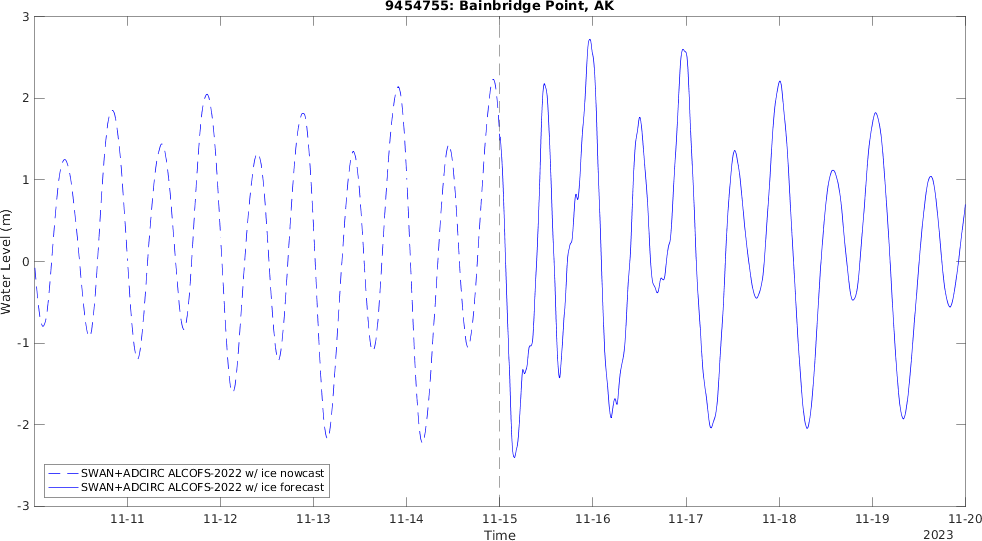 9454755: Bainbridge Point, AK
3
2
1
0
-1
-2
-3
Water Level (m)
SWAN+ADCIRC ALCOFS-2022 w/ ice nowcast
SWAN+ADCIRC ALCOFS-2022 w/ ice forecast
11-11 11-12 11-13 11-14 11-15 11-16 11-17 11-18 11-19 11-20
Time
2023